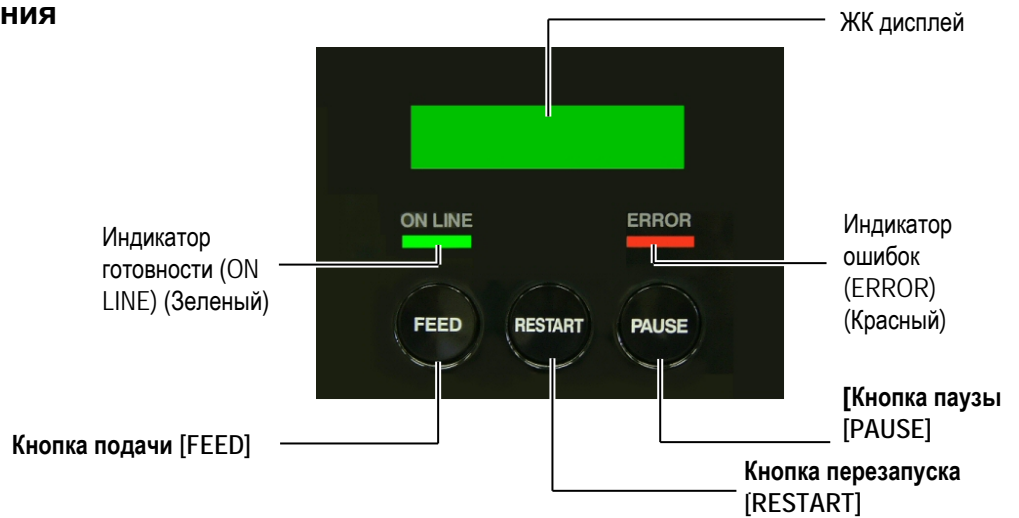 ния
ЖК дисплей
ON LINE
ERROR
Индикатор
готовности (ON
LINE) (Зеленый)
Индикатор
ошибок
(ERROR)
(Красный)
FEED
RESTART
PAUSE
[Кнопка паузы
[PAUSE]
Кнопка подачи [FEED]
Кнопка перезапуска
[RESTART]